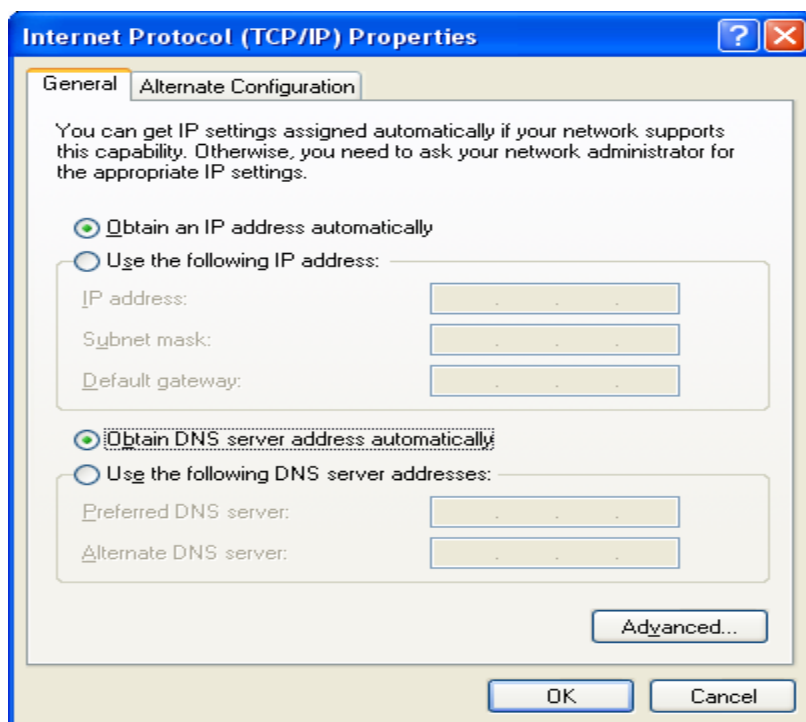 Internet Protocol (TCP/IP) Properties
General
Alternate Configuration
You can get IP settings assigned automatically if your network supports
this capability. Otherwise, you need to ask your network administrator for
the appropriate IP settings.
Obtain an IP address automatically
Use the following IP address:
IP address:
Subnet mask:
Default gateway:
Obtain DNS server address automatically
Use the following DNS server addresses:
Preferred DNS server:
Alternate DNS server:
Advanced...
OK
Cancel